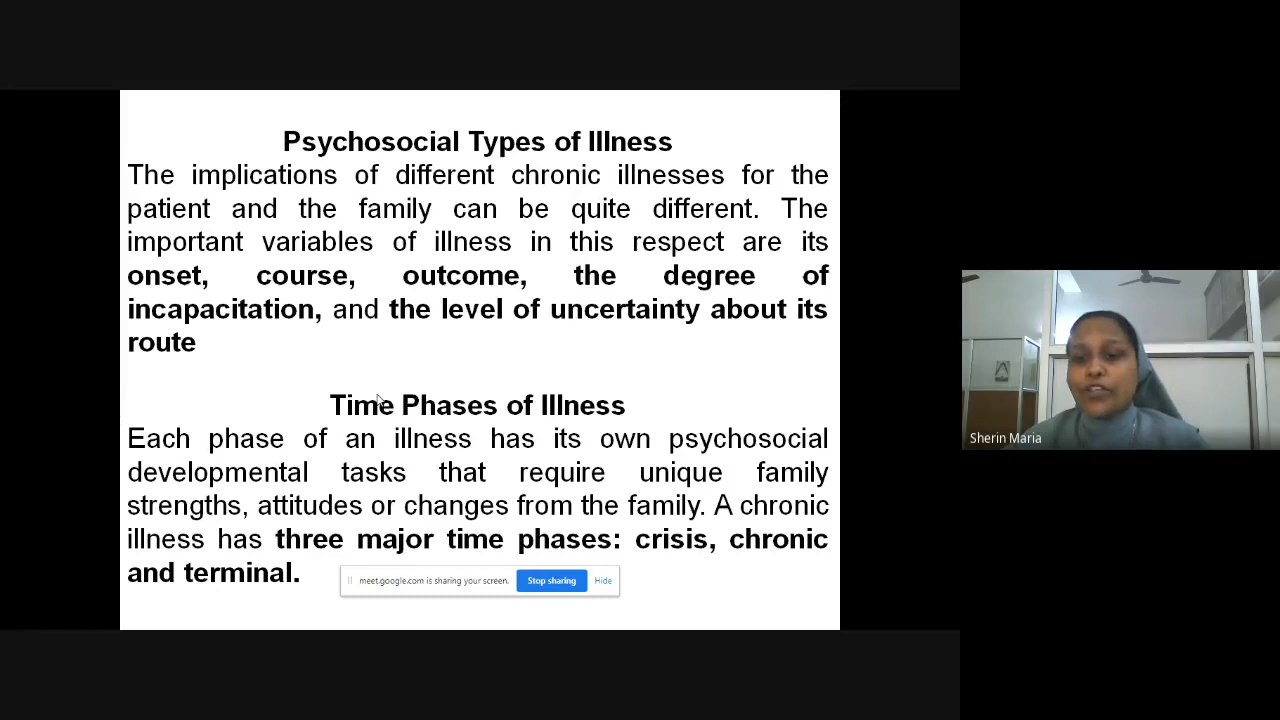 Psychosocial Types of Illness
The implications of different chronic illnesses for the
patient and the family can be quite different. The
important variables of illness in this respect are its
onset, course, outcome, the degree of
incapacitation, and the level of uncertainty about its
route
Time Phases of Illness
Each phase of an illness has its own psychosocial
developmental tasks that require unique family
strengths, attitudes or changes from the family. A chronic
illness has three major time phases: crisis, chronic
and terminal.
meet.google.com is sharing your screen. Stop sharing Hide
Sherin Maria